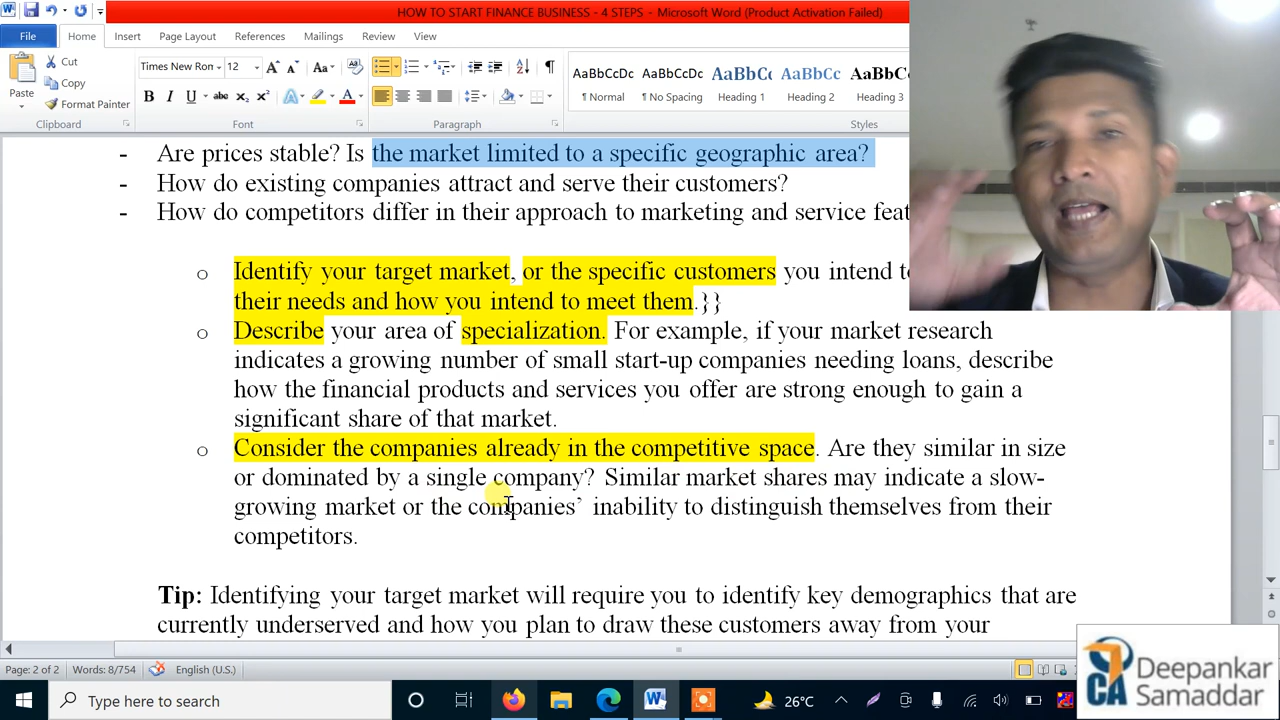 HOW TO START FINANCE BUSINESS - 4 STEPS - Microsoft Word (Product Activation Failed)
File Home Insert Page Layout References Mailings Review View
Paste
Cut
Copy
Format Painter
Clipboard
Times New Ron 12
Font
Paragraph
AaBbCcDc AaBbCcDc AaBbC AaBbCc AaBbCc
¶ Normal ¶ No Spacing Heading 1 Heading 2 Heading 3
Styles
- Are prices stable? Is the market limited to a specific geographic area?
- How do existing companies attract and serve their customers?
- How do competitors differ in their approach to marketing and service
o Identify your target market, or the specific customers you intend
their needs and how you intend to meet them.}}
o Describe your area of specialization. For example, if your market research
indicates a growing number of small start-up companies needing loans, describe
how the financial products and services you offer are strong enough to gain a
significant share of that market.
o Consider the companies already in the competitive space. Are they similar in size
or dominated by a single company? Similar market shares may indicate a slow-
growing market or the companies’ inability to distinguish themselves from their
competitors.
Tip: Identifying your target market will require you to identify key demographics that are
currently underserved and how you plan to draw these customers away from your
Page: 2 of 2 Words: 8/754 English (U.S.)
Type here to search
26°C
CA
Deepankar
Samaddar